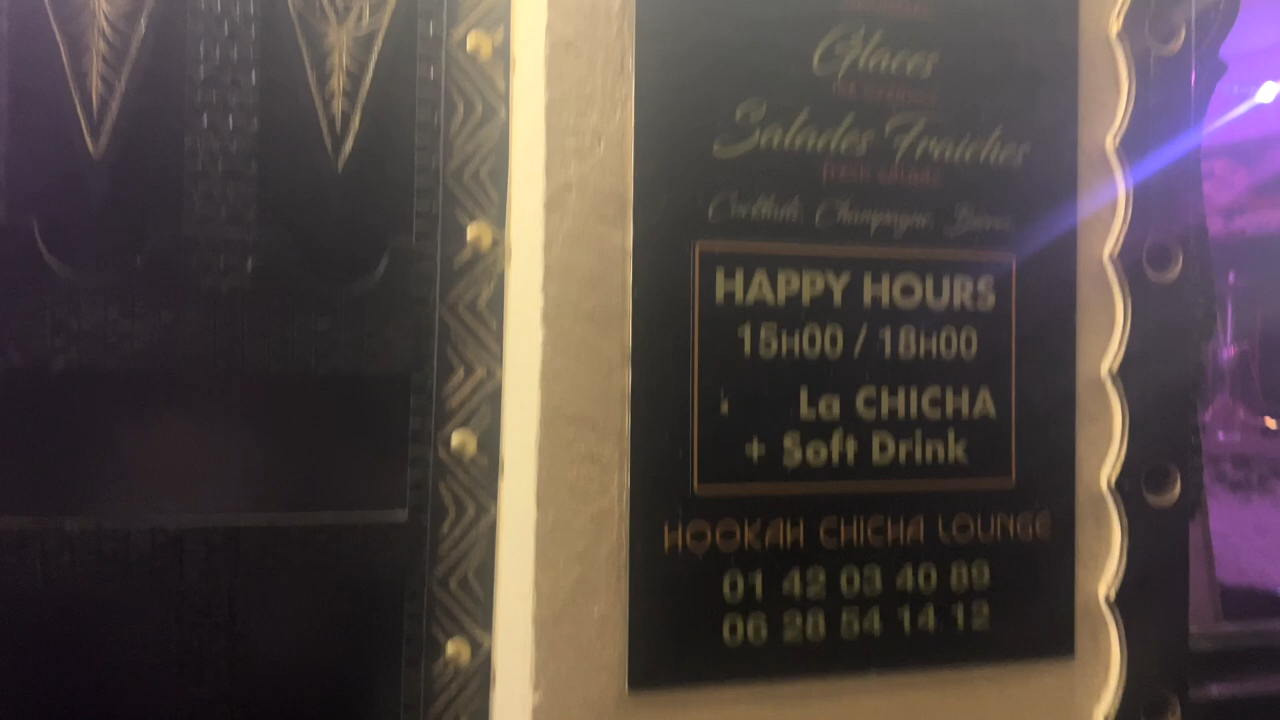 Glaces
Salades Fraiches
fresh salads
Cocktails, Champagne, Bières
HAPPY HOURS
15H00 / 18H00
La CHICHA
+ Soft Drink
HOOKAH CHICHA LOUNGE
01 42 03 40 89
06 28 54 14 12